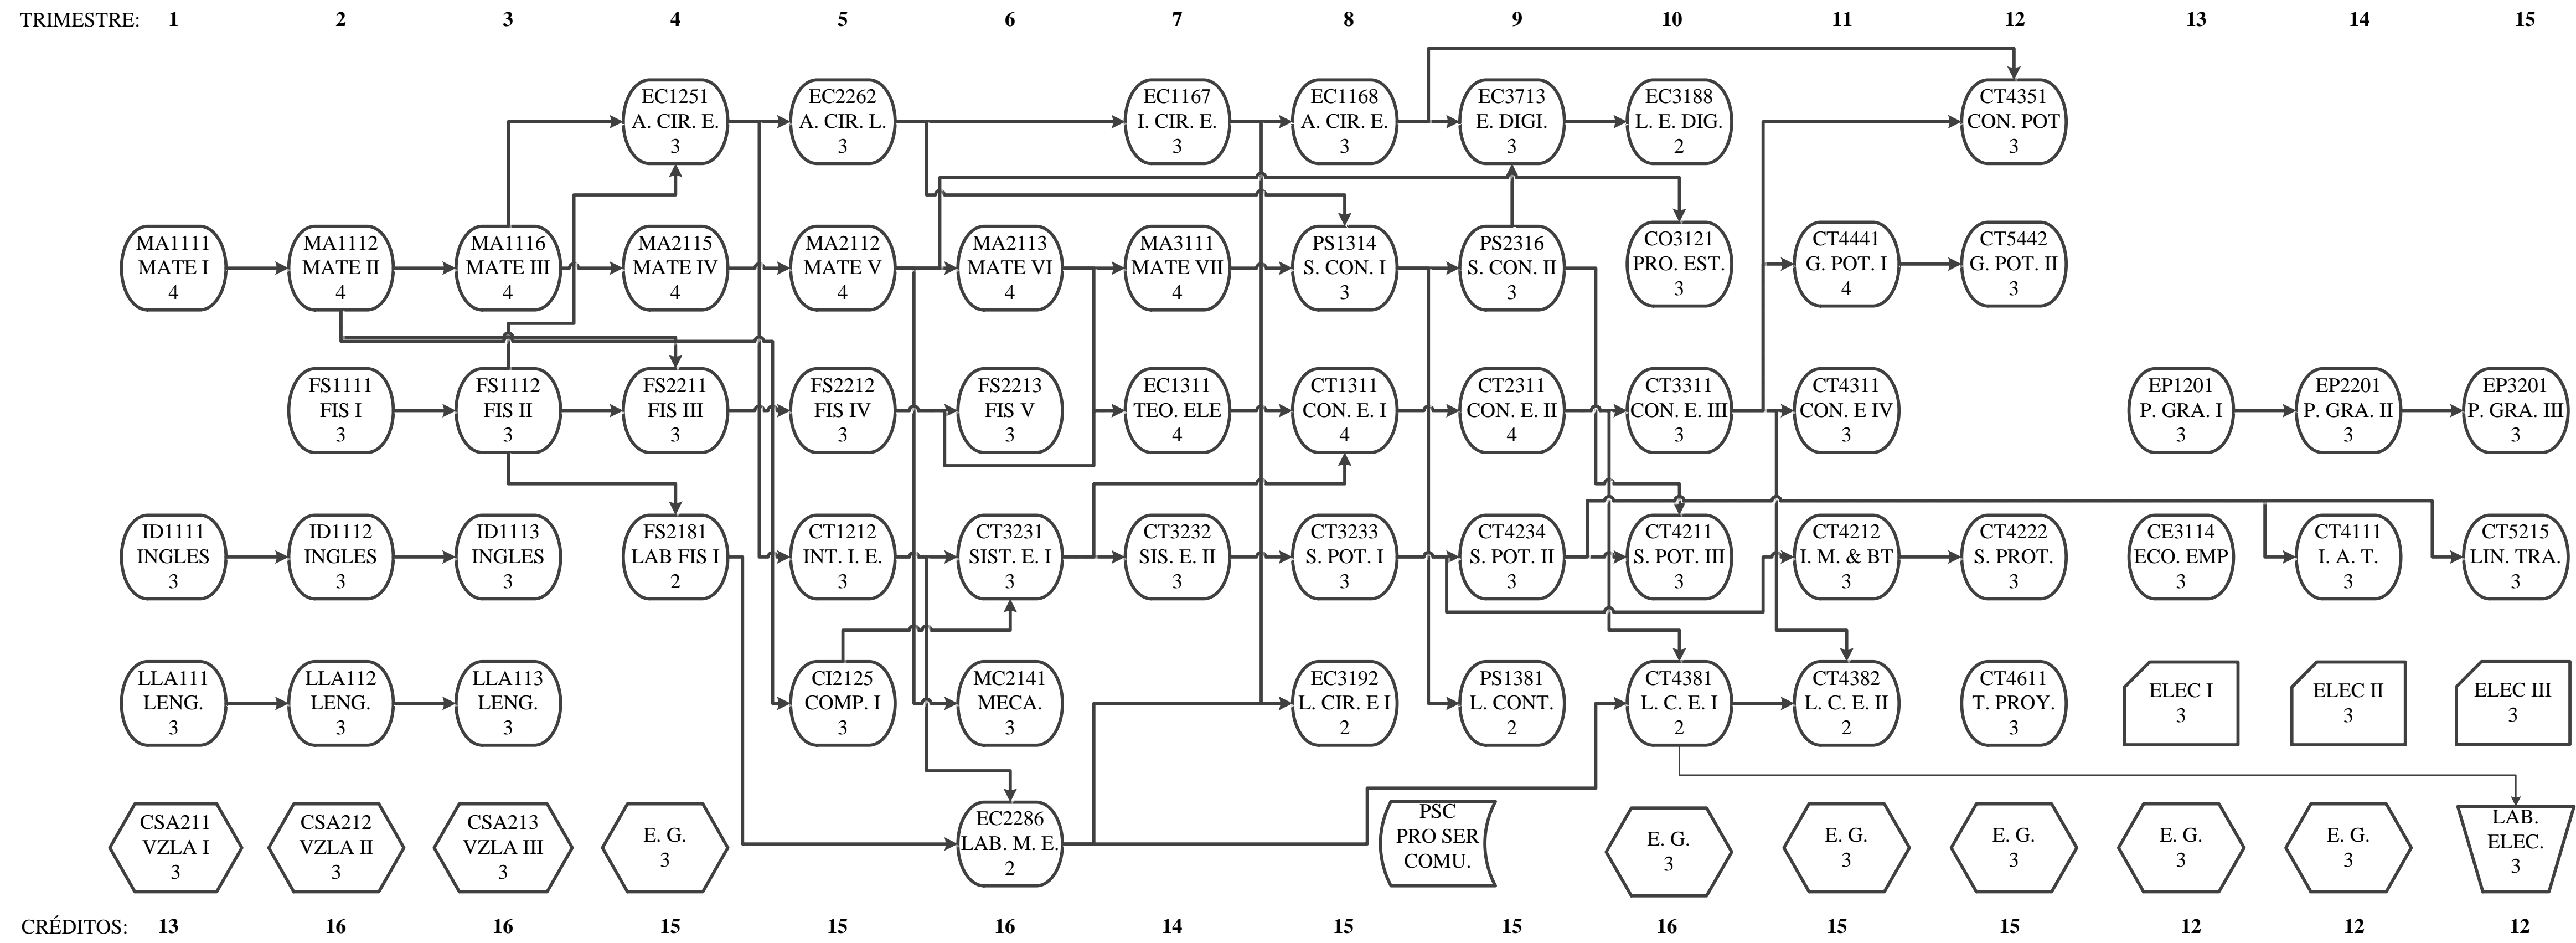 TRIMESTRE: 1 2 3 4 5 6 7 8 9 10 11 12 13 14 15
EC1251
A. CIR. E.
3
EC2262
A. CIR. L.
3
EC1167
I. CIR. E.
3
EC1168
A. CIR. E.
3
EC3713
E. DIGI.
3
EC3188
L. E. DIG.
2
CT4351
CON. POT
3
MA1111
MATE I
4
MA1112
MATE II
4
MA1116
MATE III
4
MA2115
MATE IV
4
MA2112
MATE V
4
MA2113
MATE VI
4
MA3111
MATE VII
4
PS1314
S. CON. I
3
PS2316
S. CON. II
3
CO3121
PRO. EST.
3
CT4441
G. POT. I
4
CT5442
G. POT. II
3
FS1111
FIS I
3
FS1112
FIS II
3
FS2211
FIS III
3
FS2212
FIS IV
3
FS2213
FIS V
3
EC1311
TEO. ELE
4
CT1311
CON. E. I
4
CT2311
CON. E. II
4
CT3311
CON. E. III
3
CT4311
CON. E IV
3
EP1201
P. GRA. I
3
EP2201
P. GRA. II
3
EP3201
P. GRA. III
3
ID1111
INGLES
3
ID1112
INGLES
3
ID1113
INGLES
3
FS2181
LAB FIS I
2
CT1212
INT. I. E.
3
CT3231
SIST. E. I
3
CT3232
SIS. E. II
3
CT3233
S. POT. I
3
CT4234
S. POT. II
3
CT4211
S. POT. III
3
CT4212
I. M. & BT
3
CT4222
S. PROT.
3
CE3114
ECO. EMP
3
CT4111
I. A. T.
3
CT5215
LIN. TRA.
3
LLA111
LENG.
3
LLA112
LENG.
3
LLA113
LENG.
3
CI2125
COMP. I
3
MC2141
MECA.
3
EC3192
L. CIR. E I
2
PS1381
L. CONT.
2
CT4381
L. C. E. I
2
CT4382
L. C. E. II
2
CT4611
T. PROY.
3
ELEC I
3
ELEC II
3
ELEC III
3
CSA211
VZLA I
3
CSA212
VZLA II
3
CSA213
VZLA III
3
E. G.
3
EC2286
LAB. M. E.
2
PSC
PRO SER
COMU.
E. G.
3
E. G.
3
E. G.
3
E. G.
3
E. G.
3
LAB.
ELEC.
3
CRÉDITOS: 13 16 16 15 15 16 14 15 15 16 15 15 12 12 12